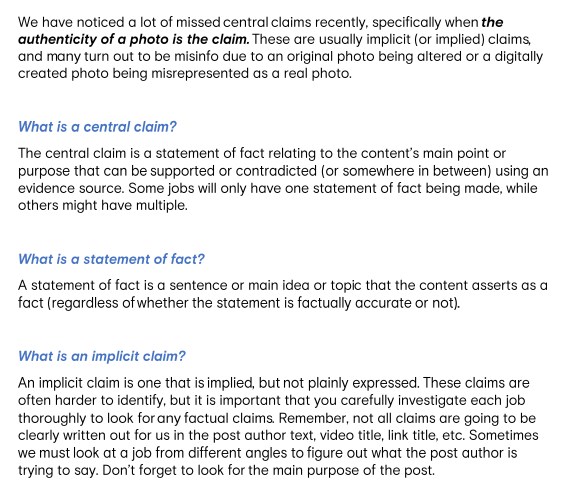 We have noticed a lot of missed central claims recently, specifically when the
authenticity of a photo is the claim. These are usually implicit (or implied) claims,
and many turn out to be misinfo due to an original photo being altered or a digitally
created photo being misrepresented as a real photo.
What is a central claim?
The central claim is a statement of fact relating to the content's main point or
purpose that can be supported or contradicted (or somewhere in between) using an
evidence source. Some jobs will only have one statement of fact being made, while
others might have multiple.
What is a statement of fact?
A statement of fact is a sentence or main idea or topic that the content asserts as a
fact (regardless of whether the statement is factually accurate or not).
What is an implicit claim?
An implicit claim is one that is implied, but not plainly expressed. These claims are
often harder to identify, but it is important that you carefully investigate each job
thoroughly to look for any factual claims. Remember, not all claims are going to be
clearly written out for us in the post author text, video title, link title, etc. Sometimes
we must look at a job from different angles to figure out what the post author is
trying to say. Don't forget to look for the main purpose of the post.